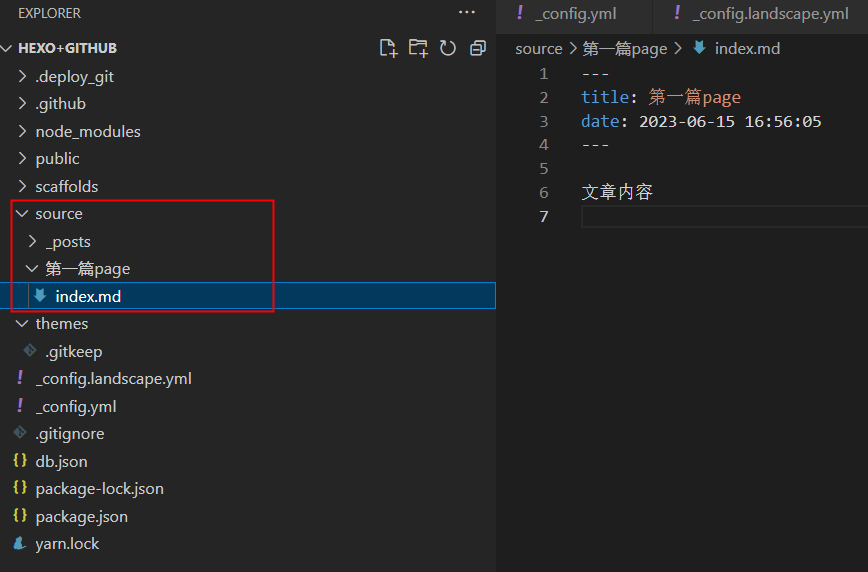 EXPLORER
HEXO+GITHUB
.deploy_git
.github
node_modules
public
scaffolds
source
_posts
第一篇page
index.md
themes
.gitkeep
_config.landscape.yml
_config.yml
.gitignore
db.json
package-lock.json
package.json
yarn.lock
_config.yml
_config.landscape.yml
source > 第一篇page > index.md
1 ---
2 title: 第一篇page
3 date: 2023-06-15 16:56:05
4 ---
5
6 文章内容
7